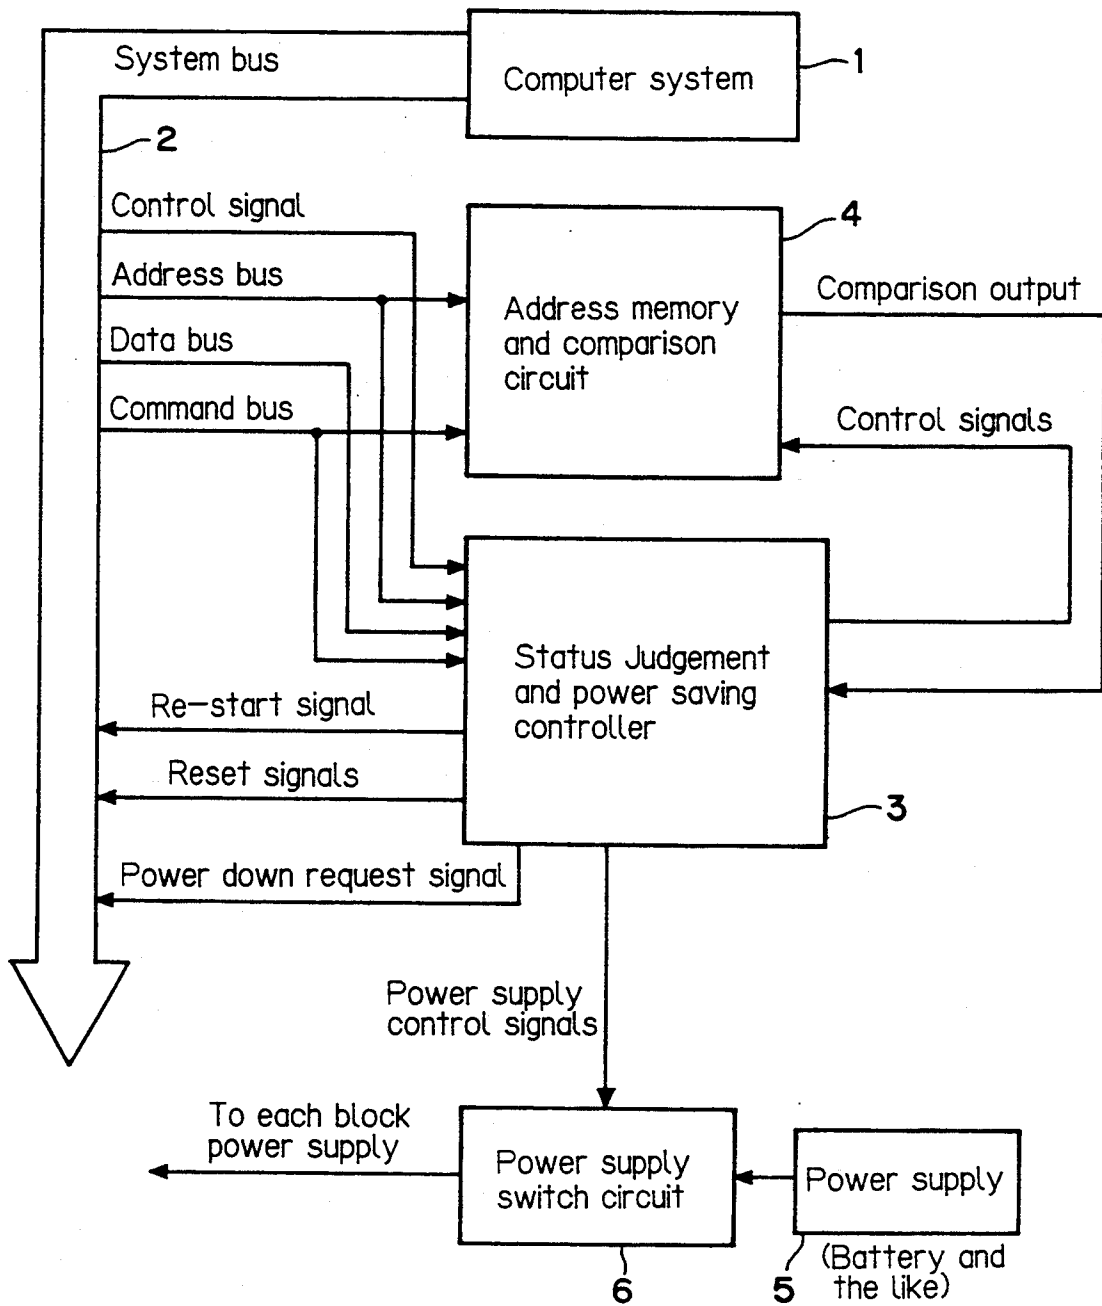 System bus
Computer system
1
2
Control signal
4
Address bus
Address memory
and comparison
circuit
Comparison output
Data bus
Command bus
Control signals
Status Judgement
and power saving
controller
Re-start signal
Reset signals
3
Power down request signal
Power supply
control signals
To each block
power supply
Power supply
switch circuit
Power supply
6
5
(Battery and
the like)